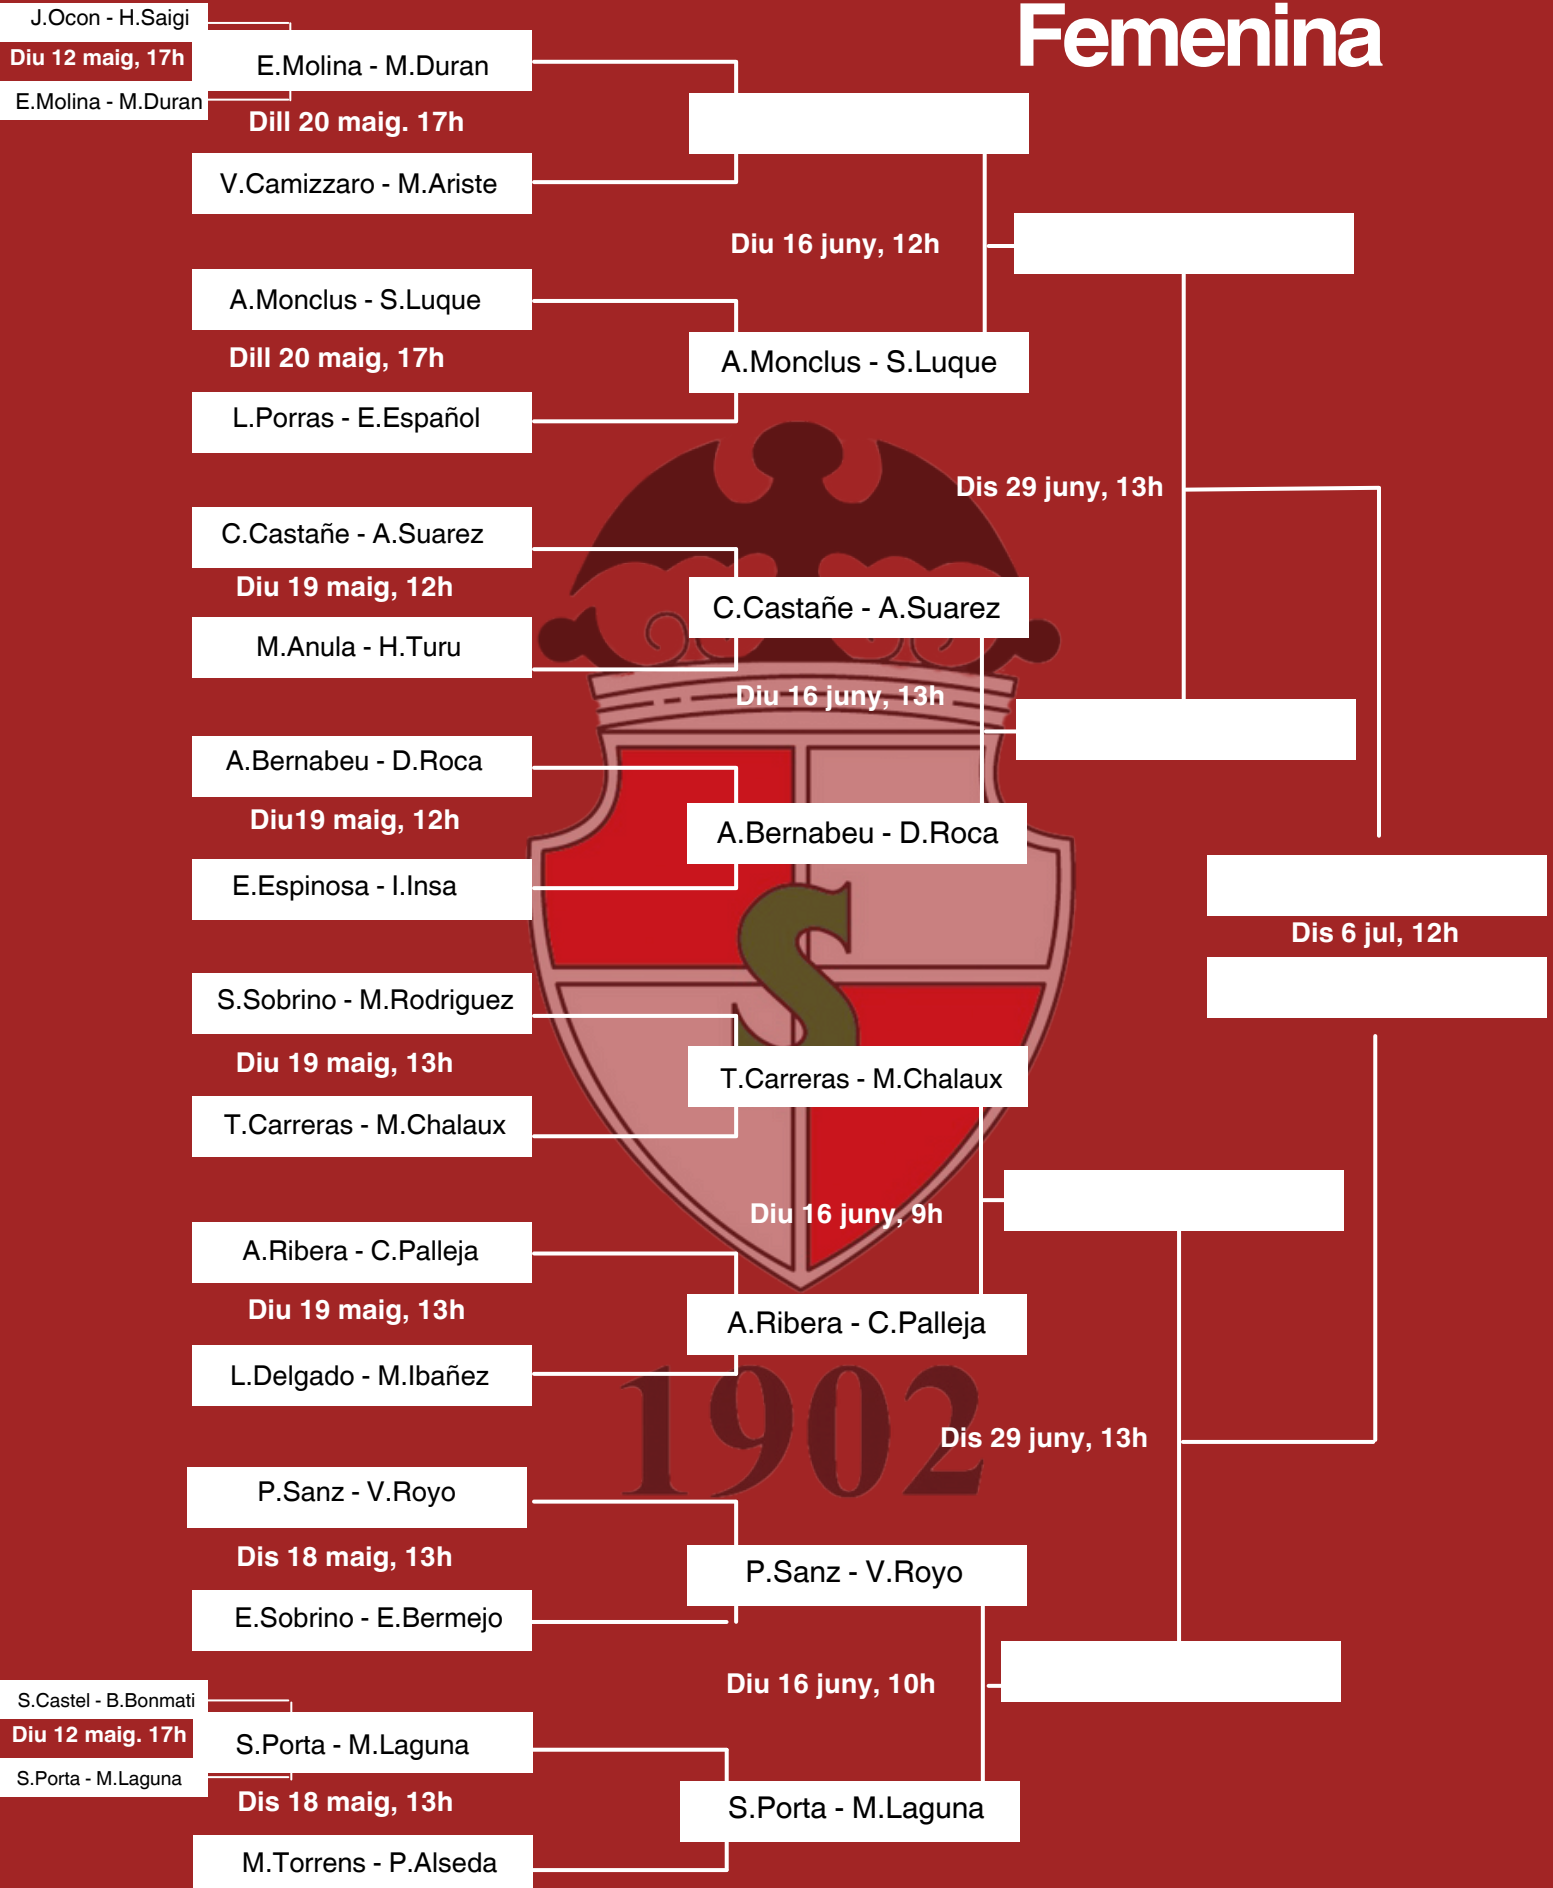 Femenina
J.Ocon - H.Saigi
Diu 12 maig, 17h
E.Molina - M.Duran
E.Molina - M.Duran
Dill 20 maig. 17h
V.Camizzaro - M.Ariste
Diu 16 juny, 12h
A.Monclus - S.Luque
Dill 20 maig, 17h
L.Porras - E.Español
A.Monclus - S.Luque
Dis 29 juny, 13h
C.Castañe - A.Suarez
Diu 19 maig, 12h
M.Anula - H.Turu
C.Castañe - A.Suarez
Diu 16 juny, 13h
A.Bernabeu - D.Roca
Diu19 maig, 12h
E.Espinosa - I.Insa
A.Bernabeu - D.Roca
Dis 6 jul, 12h
S
S.Sobrino - M.Rodriguez
Diu 19 maig, 13h
T.Carreras - M.Chalaux
T.Carreras - M.Chalaux
Diu 16 juny, 9h
A.Ribera - C.Palleja
Diu 19 maig, 13h
L.Delgado - M.Ibañez
A.Ribera - C.Palleja
1902
Dis 29 juny, 13h
P.Sanz - V.Royo
Dis 18 maig, 13h
E.Sobrino - E.Bermejo
P.Sanz - V.Royo
Diu 16 juny, 10h
S.Castel - B.Bonmati
Diu 12 maig. 17h
S.Porta - M.Laguna
S.Porta - M.Laguna
Dis 18 maig, 13h
M.Torrens - P.Alseda
S.Porta - M.Laguna